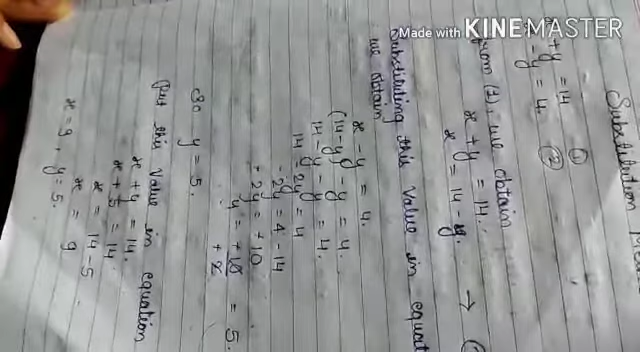 Made with KINEMASTER
Substitution
x + y = 14 ①
x - y = 4 ②
from (1), we obtain
x + y = 14.
x = 14 - y. →
Substituting this value in equat
we obtain
x - y = 4.
(14 - y) - y = 4.
14 - y - y = 4.
14 - 2y = 4
- 2y = 4 - 14
+ 2y = + 10
y = + 10 / + 2 = 5.
So y = 5.
Put this value in equation
x + y = 14.
x + 5 = 14.
x = 14 - 5
x = 9
x = 9, y = 5.